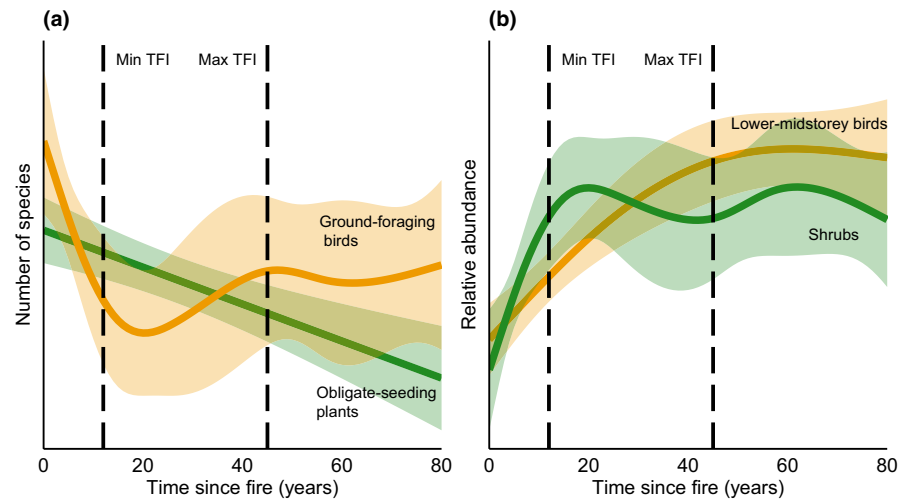 (a)
Min TFI
Max TFI
Number of species
Ground-foraging
birds
Obligate-seeding
plants
0
20
40
60
80
Time since fire (years)
(b)
Min TFI
Max TFI
Relative abundance
Lower-midstorey birds
Shrubs
0
20
40
60
80
Time since fire (years)